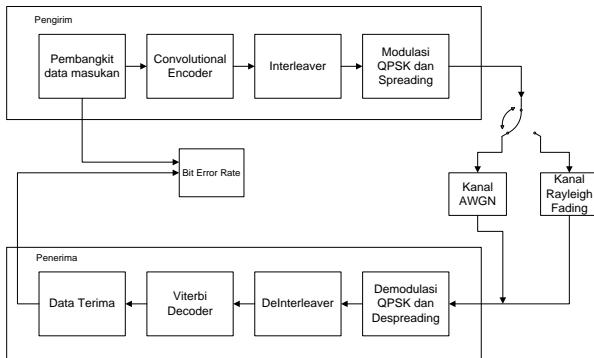 Pengirim
Pembangkit
data masukan
Convolutional
Encoder
Interleaver
Modulasi
QPSK dan
Spreading
Bit Error Rate
Kanal
AWGN
Kanal
Rayleigh
Fading
Penerima
Data Terima
Viterbi
Decoder
DeInterleaver
Demodulasi
QPSK dan
Despreading